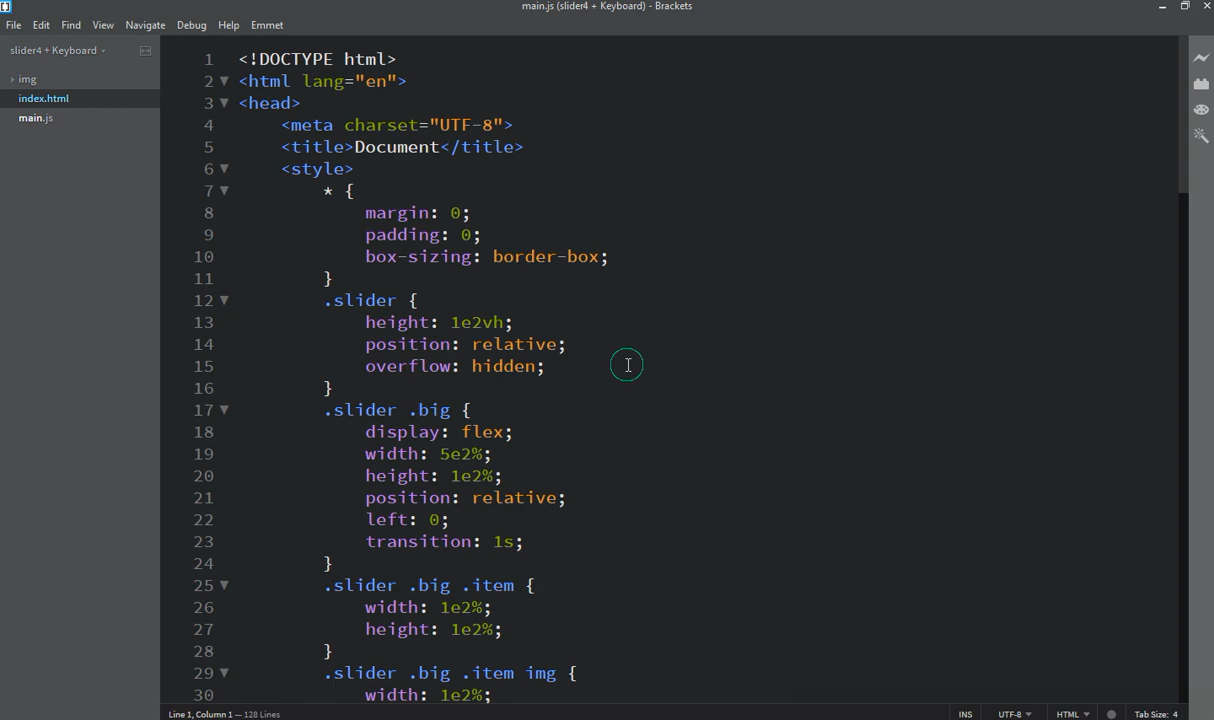 main.js (slider4 + Keyboard) - Brackets
File Edit Find View Navigate Debug Help Emmet
slider4 + Keyboard
img
index.html
main.js
1 <!DOCTYPE html>
2 <html lang="en">
3 <head>
4 <meta charset="UTF-8">
5 <title>Document</title>
6 <style>
7 * {
8 margin: 0;
9 padding: 0;
10 box-sizing: border-box;
11 }
12 .slider {
13 height: 1e2vh;
14 position: relative;
15 overflow: hidden;
16 }
17 .slider .big {
18 display: flex;
19 width: 5e2%;
20 height: 1e2%;
21 position: relative;
22 left: 0;
23 transition: 1s;
24 }
25 .slider .big .item {
26 width: 1e2%;
27 height: 1e2%;
28 }
29 .slider .big .item img {
30 width: 1e2%;
Line 1, Column 1 — 128 Lines INS UTF-8 HTML Tab Size: 4